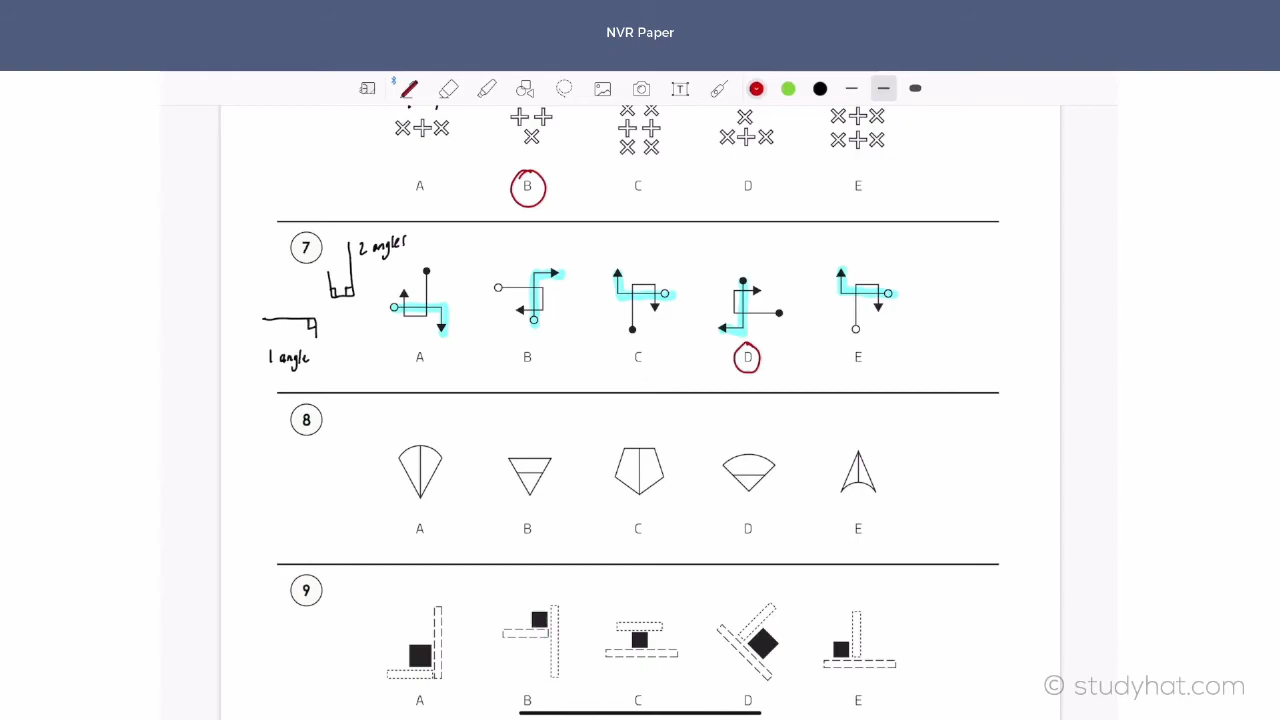 NVR Paper
T
A B C D E
7
2 angles
1 angle
A B C D E
8
A B C D E
9
A B C D E
© studyhat.com